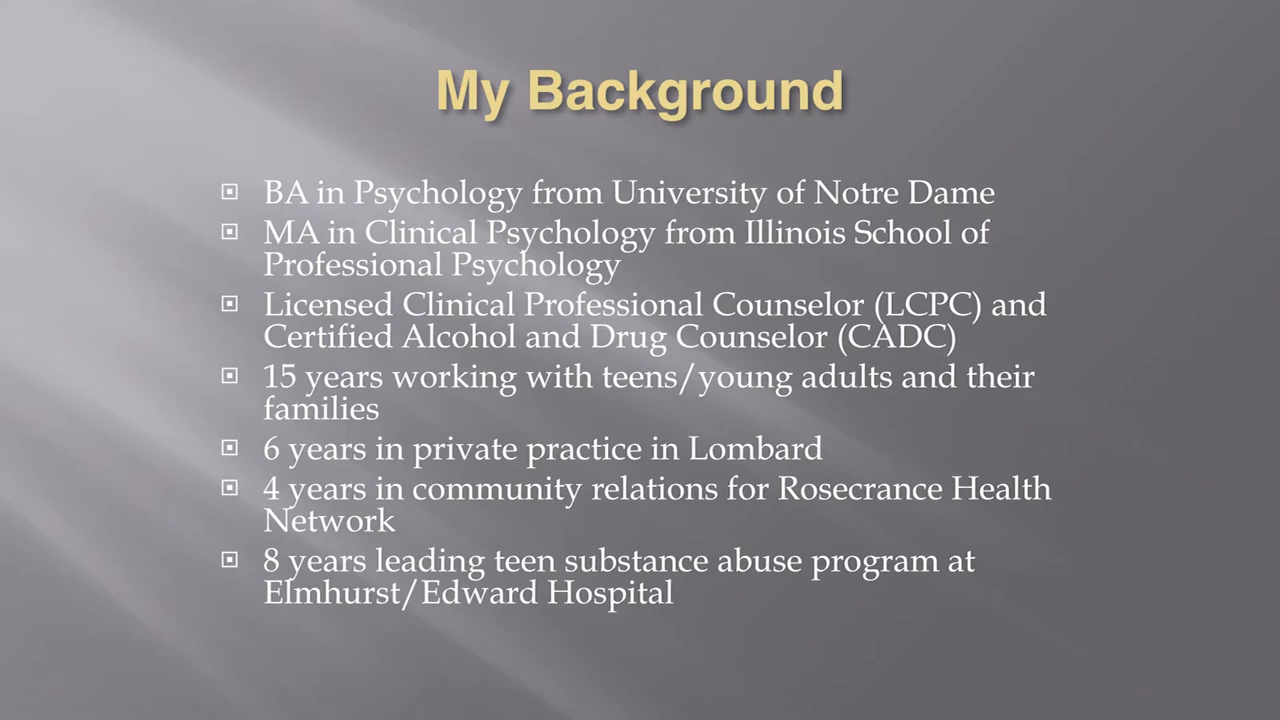 My Background
BA in Psychology from University of Notre Dame
MA in Clinical Psychology from Illinois School of
Professional Psychology
Licensed Clinical Professional Counselor (LCPC) and
Certified Alcohol and Drug Counselor (CADC)
15 years working with teens/young adults and their
families
6 years in private practice in Lombard
4 years in community relations for Rosecrance Health
Network
8 years leading teen substance abuse program at
Elmhurst/Edward Hospital